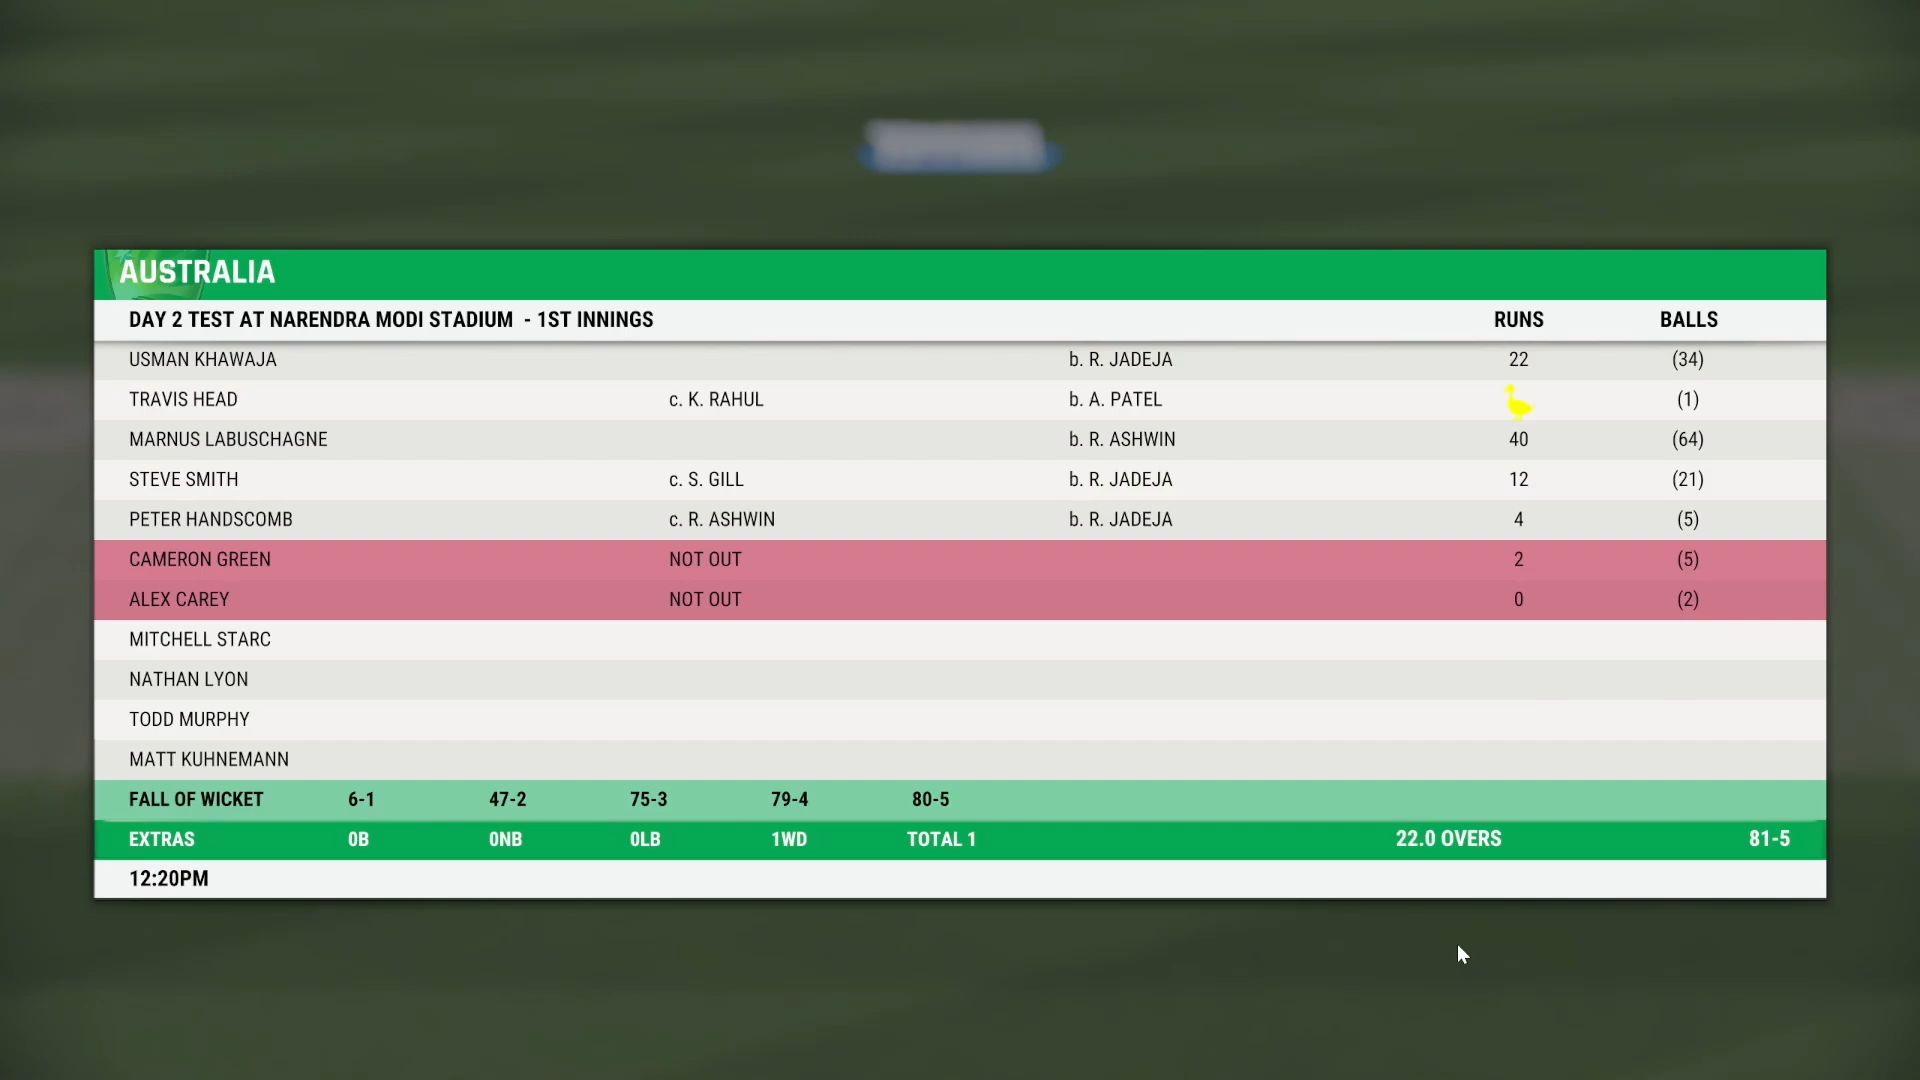 AUSTRALIA
DAY 2 TEST AT NARENDRA MODI STADIUM - 1ST INNINGS RUNS BALLS
USMAN KHAWAJA b. R. JADEJA 22 (34)
TRAVIS HEAD c. K. RAHUL b. A. PATEL (1)
MARNUS LABUSCHAGNE b. R. ASHWIN 40 (64)
STEVE SMITH c. S. GILL b. R. JADEJA 12 (21)
PETER HANDSCOMB c. R. ASHWIN b. R. JADEJA 4 (5)
CAMERON GREEN NOT OUT 2 (5)
ALEX CAREY NOT OUT 0 (2)
MITCHELL STARC
NATHAN LYON
TODD MURPHY
MATT KUHNEMANN
FALL OF WICKET 6-1 47-2 75-3 79-4 80-5
EXTRAS 0B 0NB 0LB 1WD TOTAL 1 22.0 OVERS 81-5
12:20PM